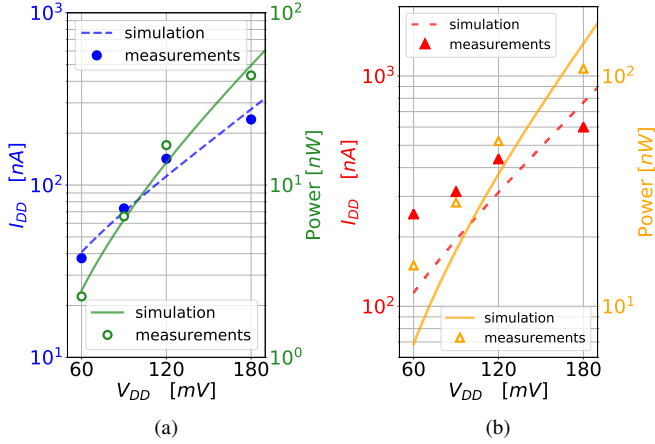 10³
10²
10¹
I_DD [nA]
simulation
measurements
simulation
measurements
10²
10¹
10⁰
Power [nW]
60 120 180
V_DD [mV]
(a)
10³
10²
I_DD [nA]
simulation
measurements
simulation
measurements
10²
10¹
Power [nW]
60 120 180
V_DD [mV]
(b)